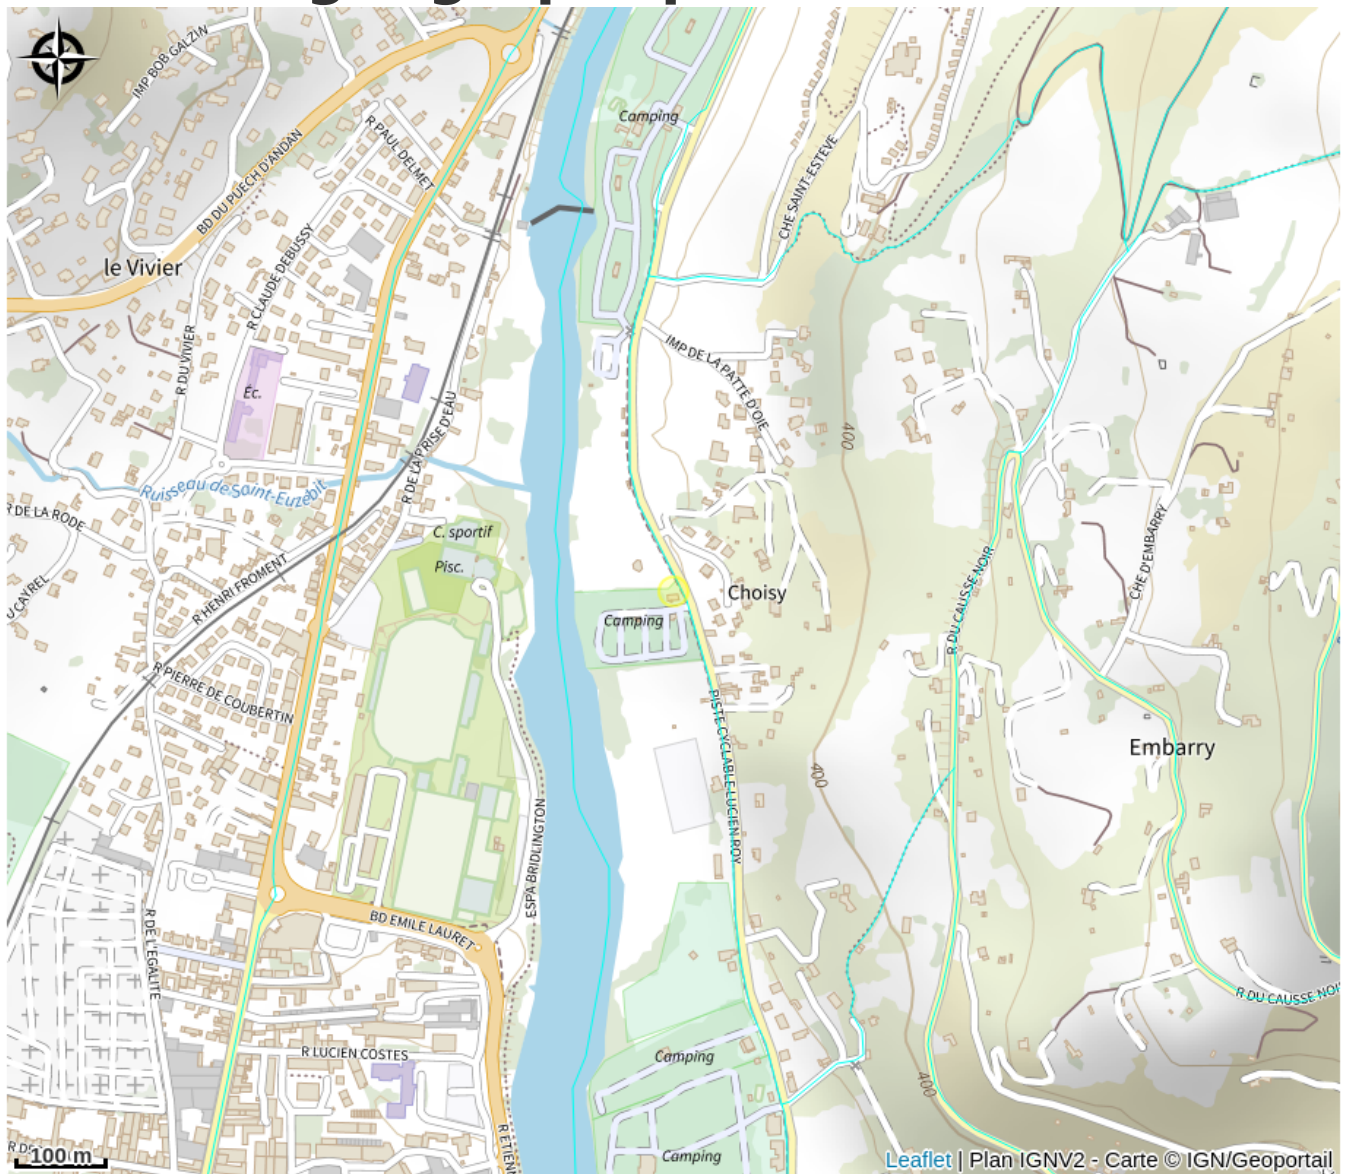 IMP BOB GALZIN
Camping
R PAUL DELMET
BD DU PUECH D'ANDAN
CHE SAINT-ESTEVE
le Vivier
R CLAUDE DEBUSSY
R DU VIVIER
IMP DE LA PATTE D'OIE
Éc.
R DE LA PRISE D'EAU
400
Ruisseau de Saint-Euzébit
R DE LA RODE
C. sportif
Pisc.
R HENRI FROMENT
CHE D'EMBARRY
R DU CAUSSE NOIR
U CAYREL
Choisy
Camping
R PIERRE DE COUBERTIN
PISTE CYCLABLE LUCIEN ROY
Embarry
400
ESPA BRIDLINGTON
BD EMILE LAURET
R DE L'EGALITE
R DU CAUSSE NOI
R LUCIEN COSTES
Camping
400
R ETIEN
Camping
100 m
Leaflet | Plan IGNV2 - Carte © IGN/Geoportail